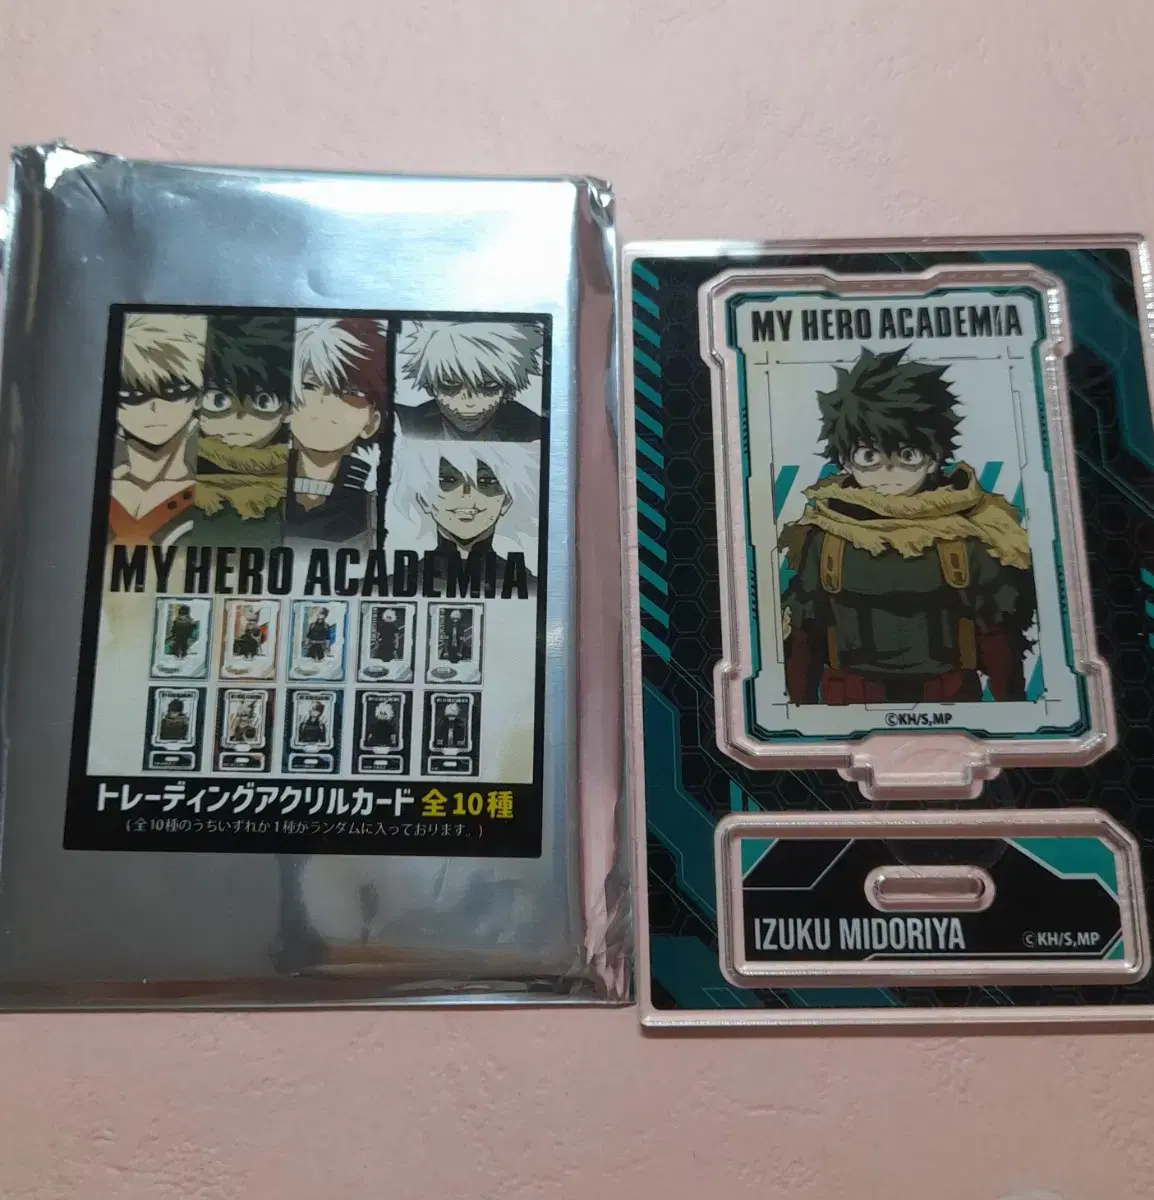 MY HERO ACADEMIA
トレーディングアクリルカード 全10種
(全10種のうちいずれか1種がランダムに入っております。)
MY HERO ACADEMIA
©KH/S,MP
IZUKU MIDORIYA
©KH/S,MP